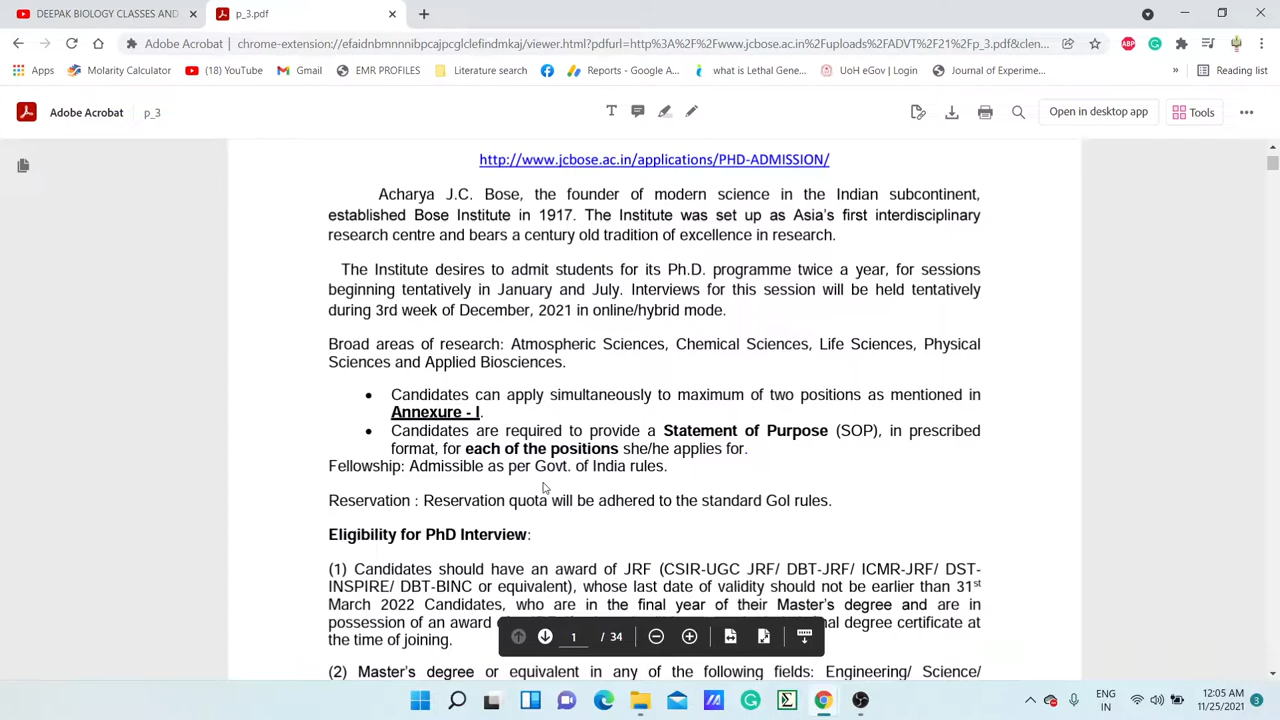 DEEPAK BIOLOGY CLASSES AND
p_3.pdf
Adobe Acrobat
chrome-extension://efaidnbmnnnibpcajpcglclefindmkaj/viewer.html?pdfurl=http%3A%2F%2Fwww.jcbose.ac.in%2Fuploads%2FADVT%21%2Fp_3.pdf&clen...
Apps
Molarity Calculator
(18) YouTube
Gmail
EMR PROFILES
Literature search
Reports - Google A...
what is Lethal Gene...
UoH eGov | Login
Journal of Experime...
»
Reading list
Adobe Acrobat
p_3
Open in desktop app
Tools
http://www.jcbose.ac.in/applications/PHD-ADMISSION/
Acharya J.C. Bose, the founder of modern science in the Indian subcontinent,
established Bose Institute in 1917. The Institute was set up as Asia's first interdisciplinary
research centre and bears a century old tradition of excellence in research.
The Institute desires to admit students for its Ph.D. programme twice a year, for sessions
beginning tentatively in January and July. Interviews for this session will be held tentatively
during 3rd week of December, 2021 in online/hybrid mode.
Broad areas of research: Atmospheric Sciences, Chemical Sciences, Life Sciences, Physical
Sciences and Applied Biosciences.
• Candidates can apply simultaneously to maximum of two positions as mentioned in
Annexure - I.
• Candidates are required to provide a Statement of Purpose (SOP), in prescribed
format, for each of the positions she/he applies for.
Fellowship: Admissible as per Govt. of India rules.
Reservation : Reservation quota will be adhered to the standard GoI rules.
Eligibility for PhD Interview:
(1) Candidates should have an award of JRF (CSIR-UGC JRF/ DBT-JRF/ ICMR-JRF/ DST-
INSPIRE/ DBT-BINC or equivalent), whose last date of validity should not be earlier than 31st
March 2022 Candidates, who are in the final year of their Master's degree and are in
possession of an award degree certificate at
the time of joining.
1 / 34
(2) Master's degree or equivalent in any of the following fields: Engineering/ Science/
ENG
IN
12:05 AM
11/25/2021
3